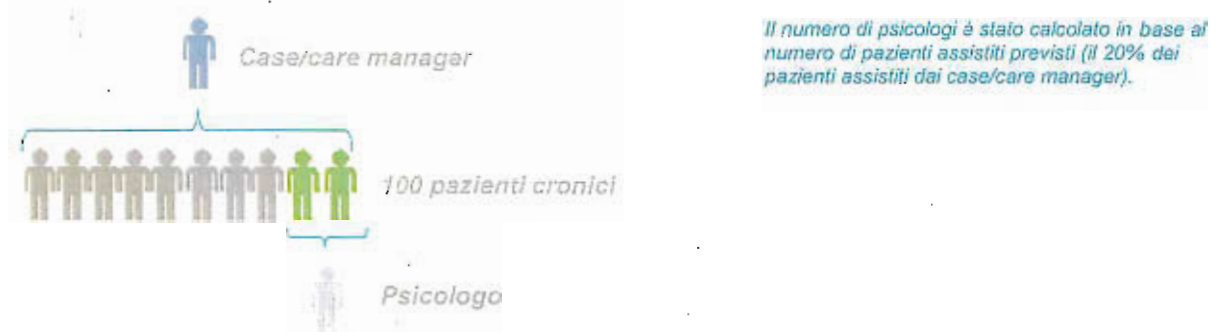 Case/care manager
Il numero di psicologi è stato calcolato in base al
numero di pazienti assistiti previsti (il 20% dei
pazienti assistiti dai case/care manager).
100 pazienti cronici
Psicologo